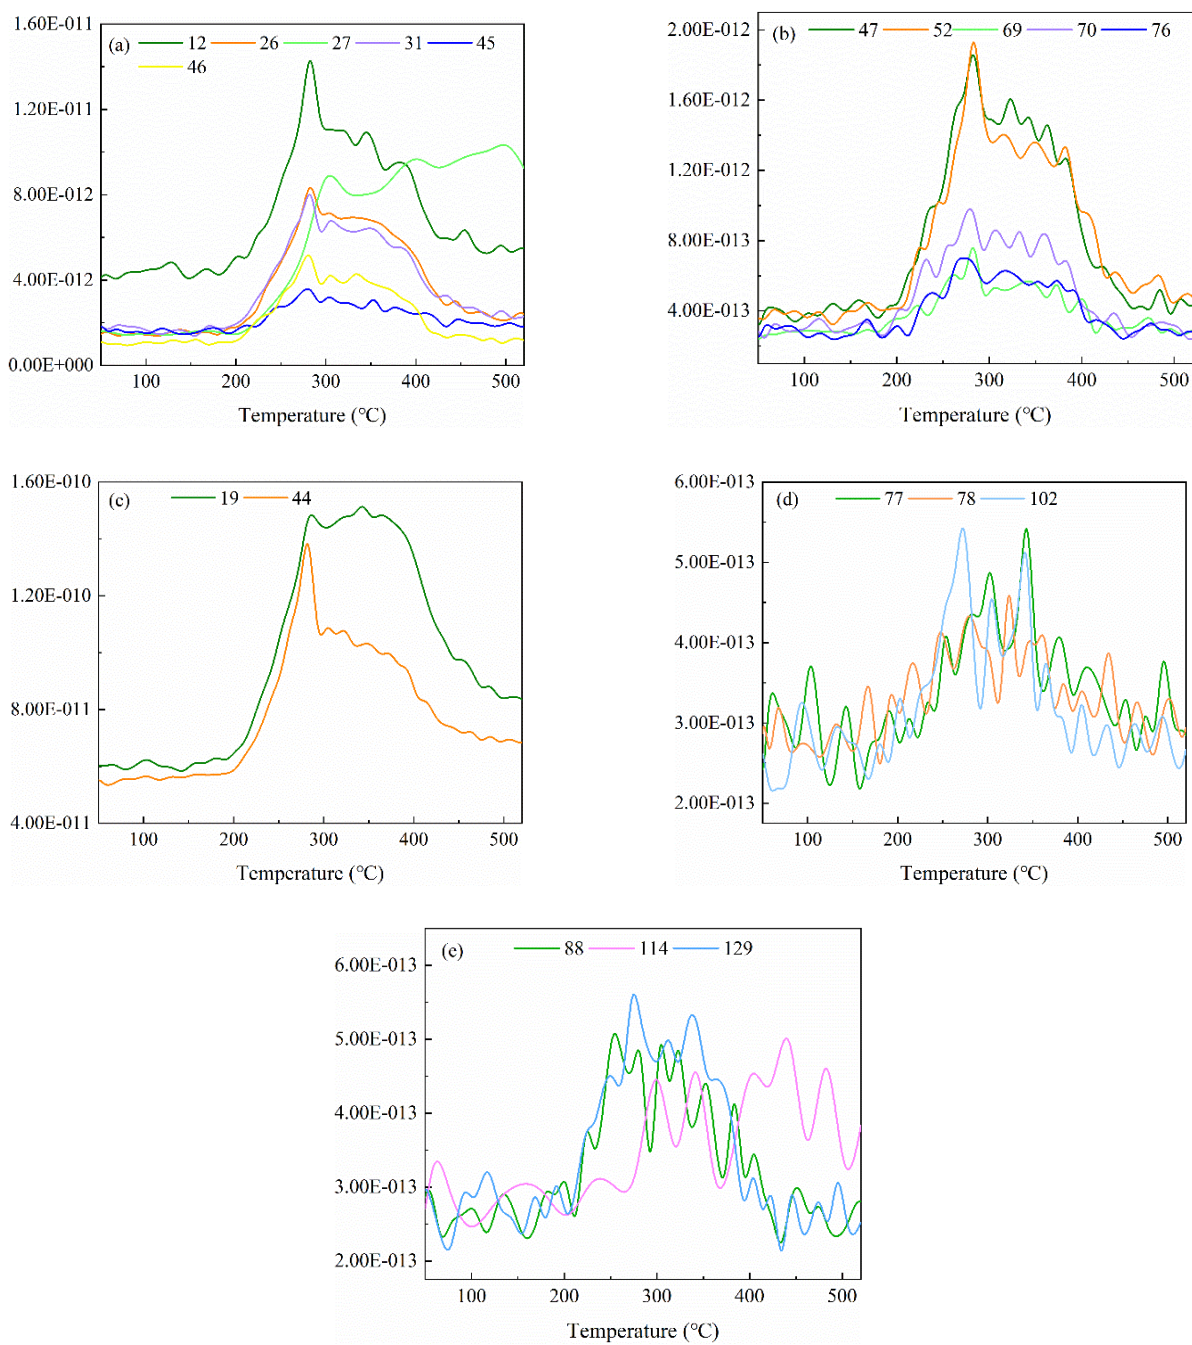 1.60E-011
(a)
12 26 27 31 45
46
1.20E-011
8.00E-012
4.00E-012
0.00E+000
100 200 300 400 500
Temperature (℃)
2.00E-012
(b)
47 52 69 70 76
1.60E-012
1.20E-012
8.00E-013
4.00E-013
100 200 300 400 500
Temperature (℃)
1.60E-010
(c)
19 44
1.20E-010
8.00E-011
4.00E-011
100 200 300 400 500
Temperature (℃)
6.00E-013
(d)
77 78 102
5.00E-013
4.00E-013
3.00E-013
2.00E-013
100 200 300 400 500
Temperature (℃)
(e)
88 114 129
6.00E-013
5.00E-013
4.00E-013
3.00E-013
2.00E-013
100 200 300 400 500
Temperature (℃)